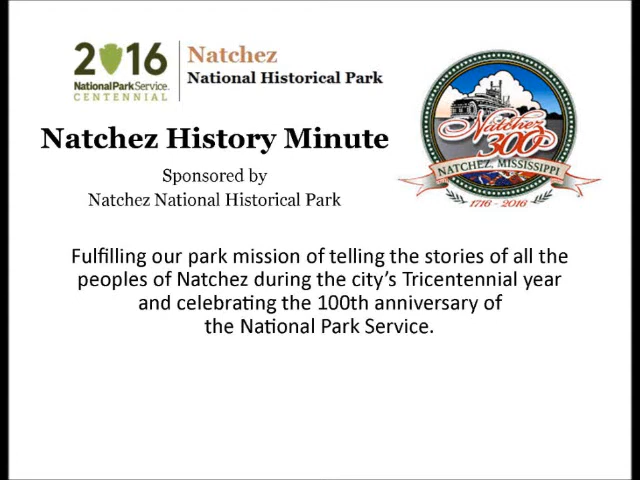 2016
National Park Service
CENTENNIAL
Natchez
National Historical Park
Natchez History Minute
Sponsored by
Natchez National Historical Park
Natchez
300
NATCHEZ, MISSISSIPPI
1716 - 2016
Fulfilling our park mission of telling the stories of all the
peoples of Natchez during the city's Tricentennial year
and celebrating the 100th anniversary of
the National Park Service.